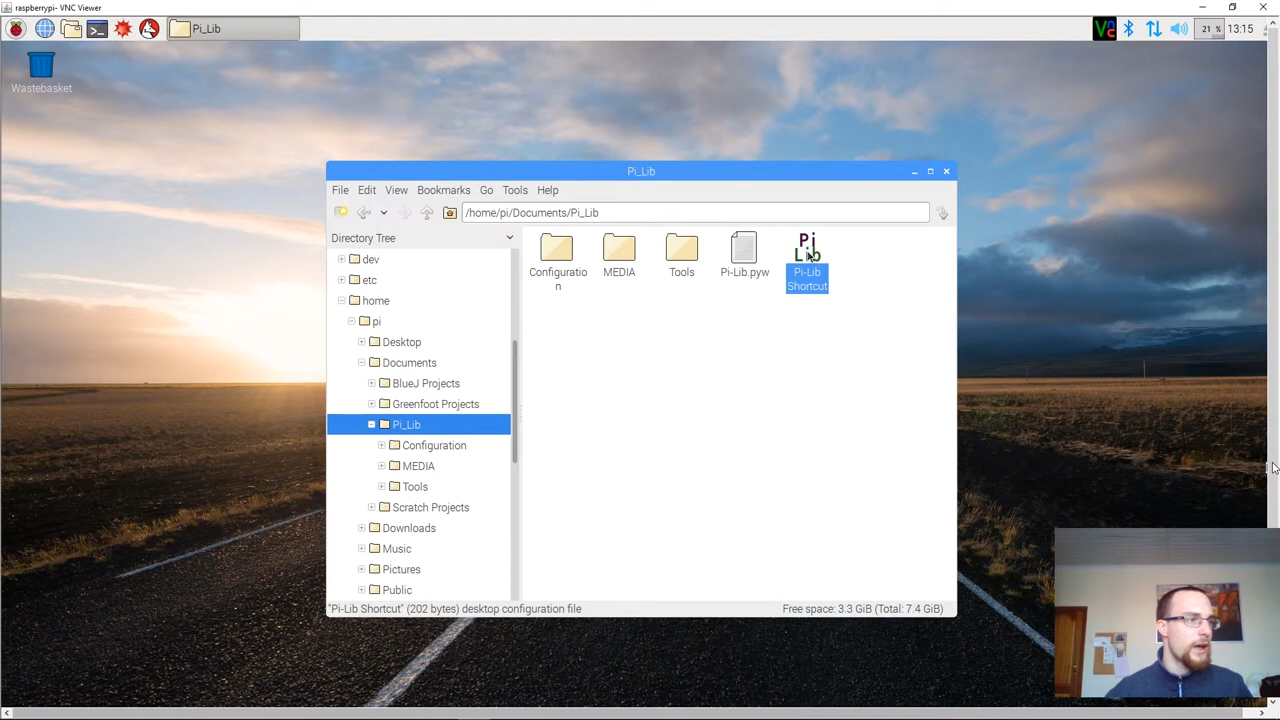 raspberrypi- VNC Viewer
Pi_Lib
21 %
13:15
Wastebasket
Pi_Lib
File Edit View Bookmarks Go Tools Help
/home/pi/Documents/Pi_Lib
Directory Tree
dev
etc
home
pi
Desktop
Documents
BlueJ Projects
Greenfoot Projects
Pi_Lib
Configuration
MEDIA
Tools
Scratch Projects
Downloads
Music
Pictures
Public
Configuratio
n
MEDIA
Tools
Pi-Lib.pyw
Pi
Lib
Pi-Lib
Shortcut
"Pi-Lib Shortcut" (202 bytes) desktop configuration file
Free space: 3.3 GiB (Total: 7.4 GiB)